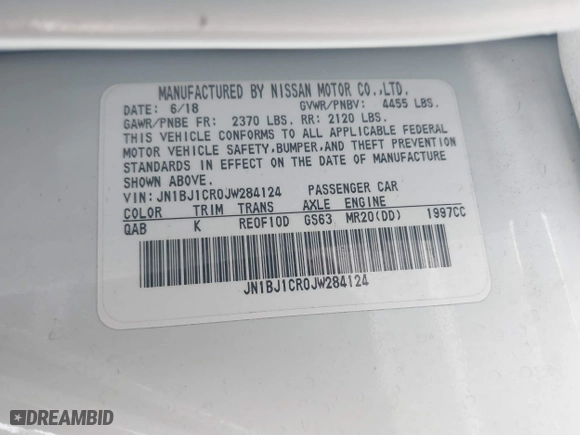 MANUFACTURED BY NISSAN MOTOR CO.,LTD.
DATE: 6/18 GVWR/PNBV: 4455 LBS.
GAWR/PNBE FR: 2370 LBS. RR: 2120 LBS.
THIS VEHICLE CONFORMS TO ALL APPLICABLE FEDERAL
MOTOR VEHICLE SAFETY,BUMPER,AND THEFT PREVENTION
STANDARDS IN EFFECT ON THE DATE OF MANUFACTURE
SHOWN ABOVE.
VIN: JN1BJ1CR0JW284124 PASSENGER CAR
COLOR TRIM TRANS AXLE ENGINE
QAB K RE0F10D GS63 MR20(DD) 1997CC
JN1BJ1CR0JW284124
DREAMBID